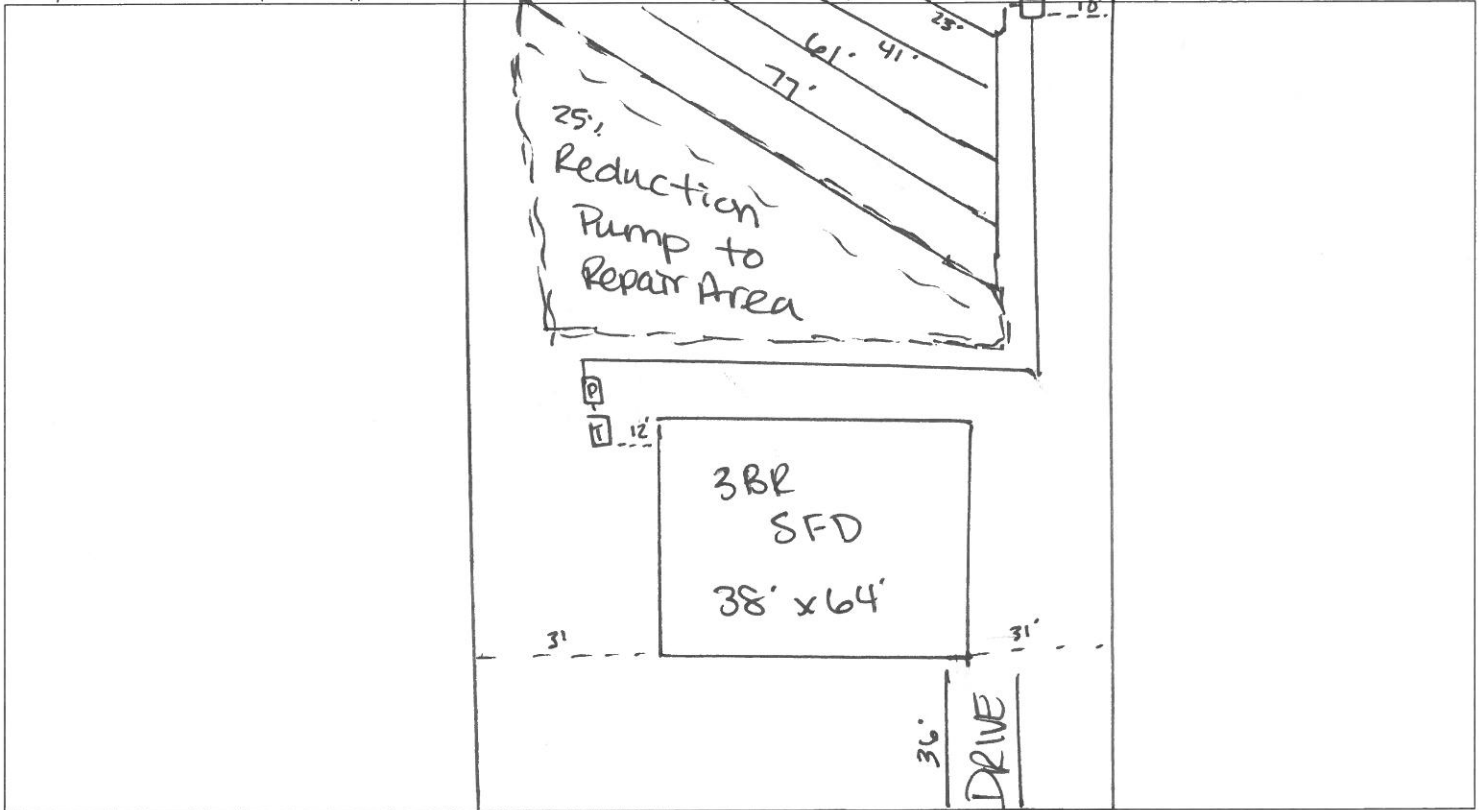 23'
10'
61'
41'
77'
25%
Reduction
Pump to
Repair Area
P
T
12'
3BR
SFD
38' x 64'
31'
31'
36'
DRIVE